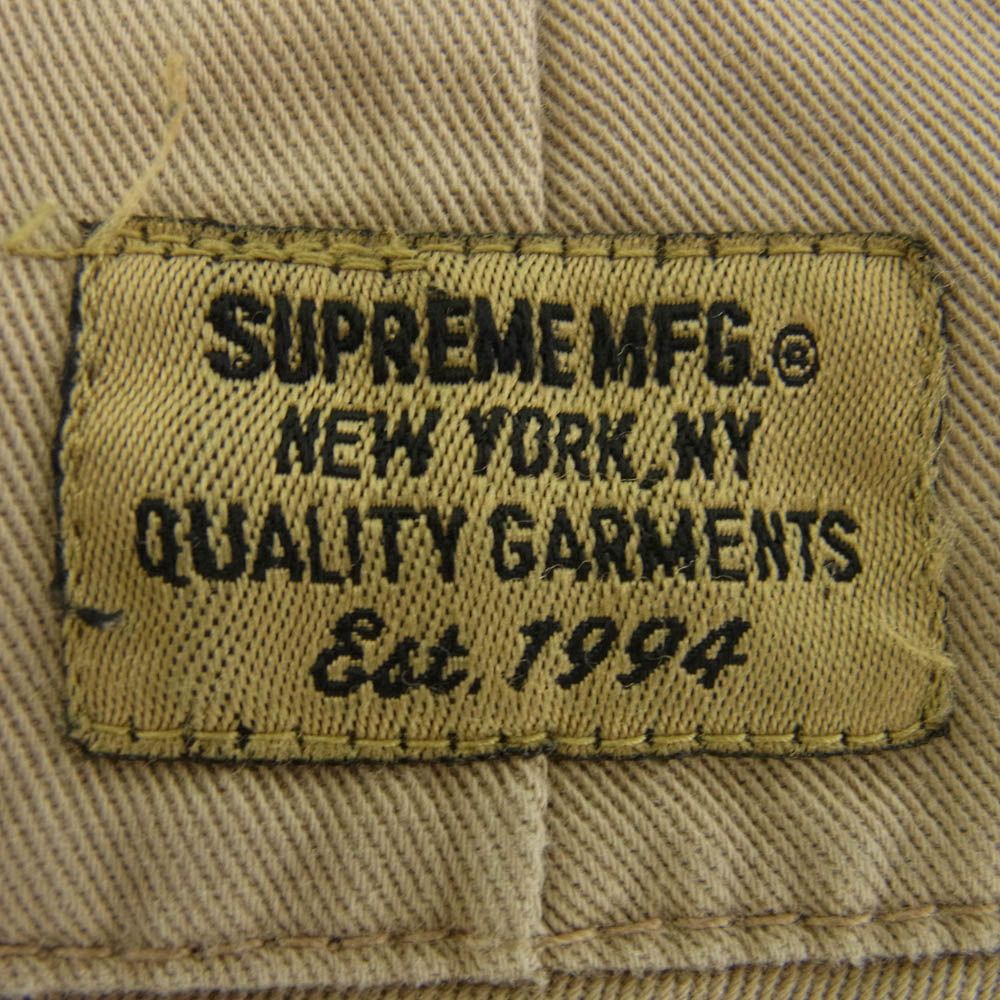 SUPREME MFG.®
NEW YORK, NY
QUALITY GARMENTS
Est. 1994